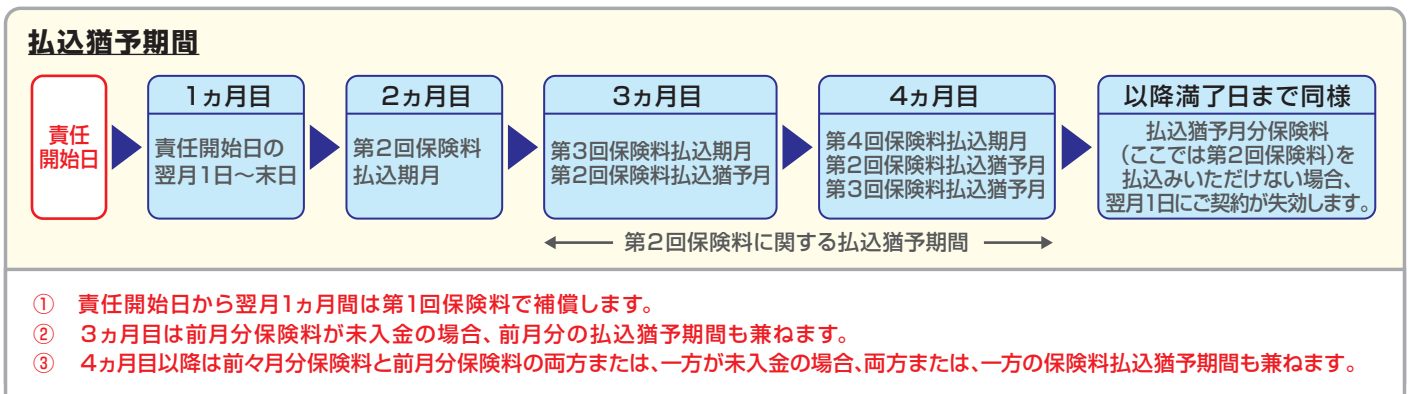 払込猶予期間
責任
開始日
1ヵ月目
責任開始日の
翌月1日～末日
2ヵ月目
第2回保険料
払込期月
3ヵ月目
第3回保険料払込期月
第2回保険料払込猶予月
4ヵ月目
第4回保険料払込期月
第2回保険料払込猶予月
第3回保険料払込猶予月
以降満了日まで同様
払込猶予月分保険料
(ここでは第2回保険料)を
払込みいただけない場合、
翌月1日にご契約が失効します。
第2回保険料に関する払込猶予期間
① 責任開始日から翌月1ヵ月間は第1回保険料で補償します。
② 3ヵ月目は前月分保険料が未入金の場合、前月分の払込猶予期間も兼ねます。
③ 4ヵ月目以降は前々月分保険料と前月分保険料の両方または、一方が未入金の場合、両方または、一方の保険料払込猶予期間も兼ねます。